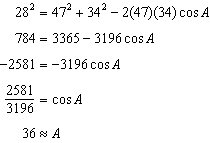 28² = 47² + 34² − 2(47)(34) cos A
784 = 3365 − 3196 cos A
−2581 = −3196 cos A
2581/3196 = cos A
36 ≈ A